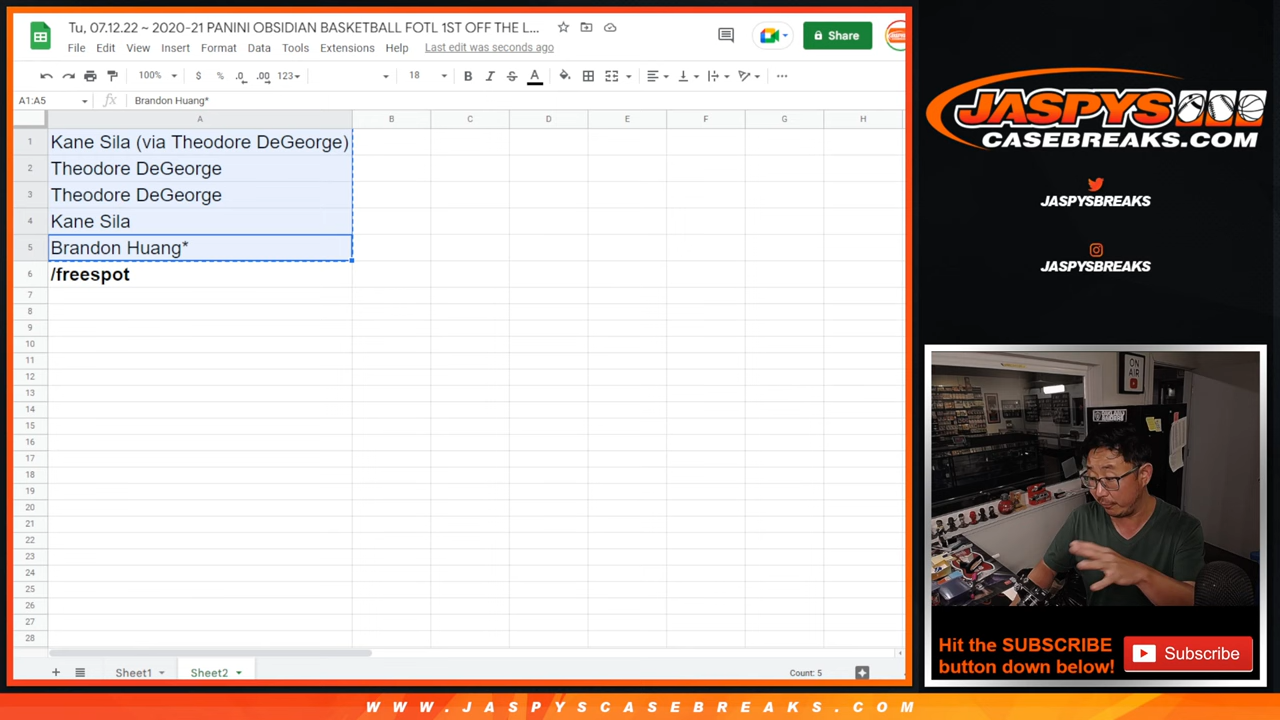 Tu, 07.12.22 ~ 2020-21 PANINI OBSIDIAN BASKETBALL FOTL 1ST OFF THE L...
File Edit View Insert Format Data Tools Extensions Help Last edit was seconds ago
Share
100% $ % .0 .00 123 18 B I S A
A1:A5 fx Brandon Huang*
A B C D E F G H
1 Kane Sila (via Theodore DeGeorge)
2 Theodore DeGeorge
3 Theodore DeGeorge
4 Kane Sila
5 Brandon Huang*
6 /freespot
7
8
9
10
11
12
13
14
15
16
17
18
19
20
21
22
23
24
25
26
27
28
Sheet1 Sheet2 Count: 5
JASPYS
CASEBREAKS.COM
JASPYSBREAKS
JASPYSBREAKS
ON
AIR
Hit the SUBSCRIBE
button down below!
Subscribe
WWW.JASPYSCASEBREAKS.COM